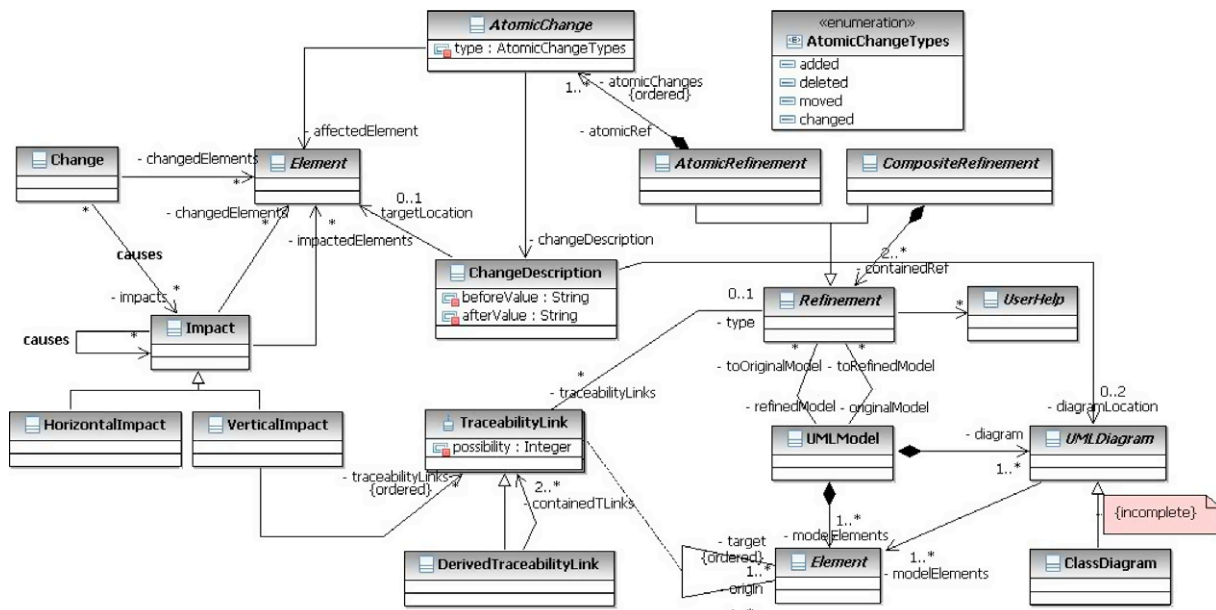 AtomicChange
type : AtomicChangeTypes
«enumeration»
AtomicChangeTypes
added
deleted
moved
changed
1..*
- atomicChanges
{ordered}
- atomicRef
- affectedElement
Change
- changedElements
*
Element
AtomicRefinement
CompositeRefinement
0..1
targetLocation
*
- changedElements
*
*
- impactedElements
- changeDescription
causes
ChangeDescription
beforeValue : String
afterValue : String
2..*
- containedRef
- impacts
*
Impact
causes
*
0..1
- type
Refinement
*
UserHelp
*
- toOriginalModel
*
- toRefinedModel
*
- traceabilityLinks
- refinedModel
- originalModel
0..2
- diagramLocation
HorizontalImpact
VerticalImpact
TraceabilityLink
possibility : Integer
UMLModel
- diagram
1..*
UMLDiagram
- traceabilityLinks
{ordered}
*
2..*
- containedTLinks
{incomplete}
1..*
- modelElements
- target
{ordered}
1..*
- origin
Element
1..*
- modelElements
DerivedTraceabilityLink
ClassDiagram